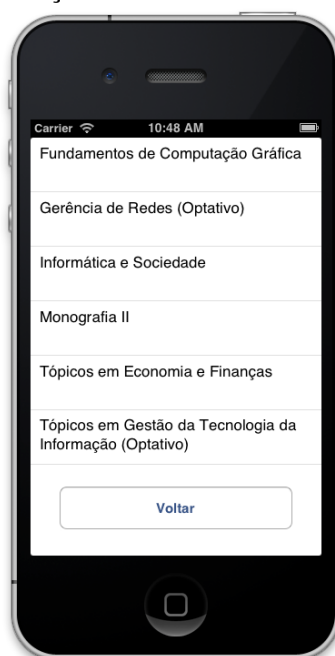 Carrier 10:48 AM
Fundamentos de Computação Gráfica
Gerência de Redes (Optativo)
Informática e Sociedade
Monografia II
Tópicos em Economia e Finanças
Tópicos em Gestão da Tecnologia da
Informação (Optativo)
Voltar